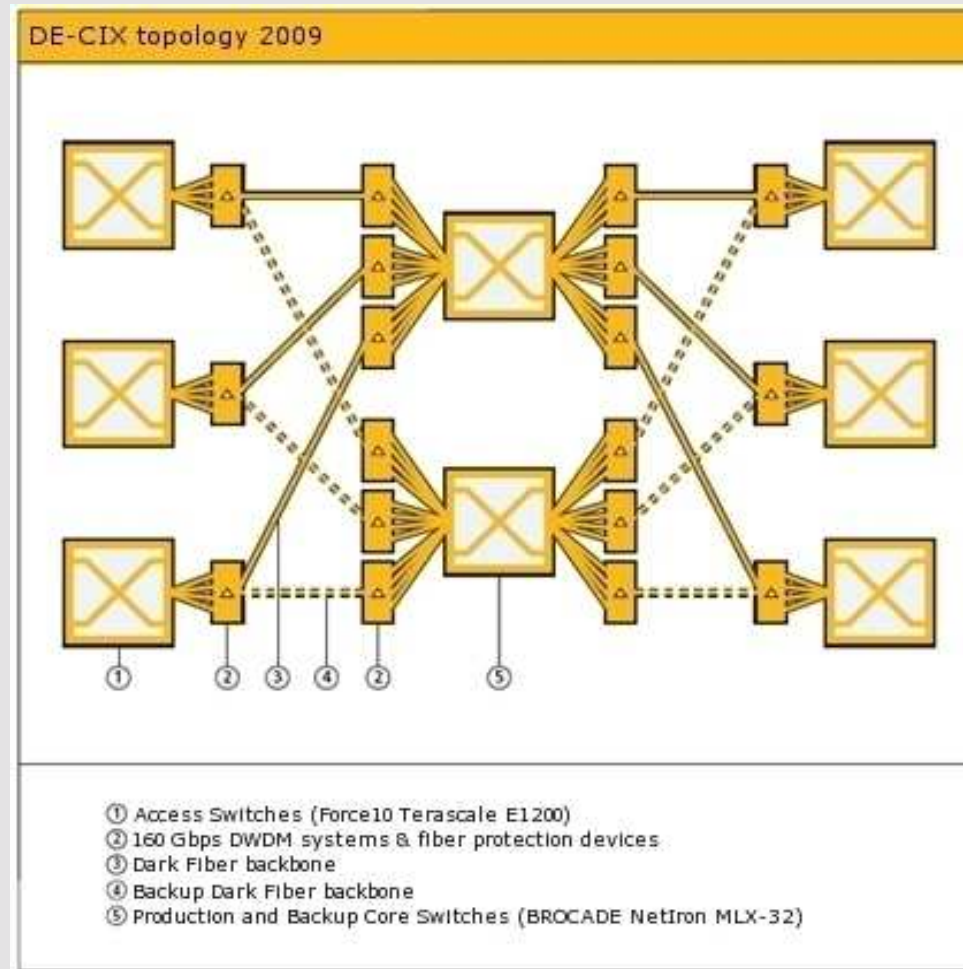 DE-CIX topology 2009
① ② ③ ④ ② ⑤
① Access Switches (Force10 Terascale E1200)
② 160 Gbps DWDM systems & fiber protection devices
③ Dark Fiber backbone
④ Backup Dark Fiber backbone
⑤ Production and Backup Core Switches (BROCADE NetIron MLX-32)